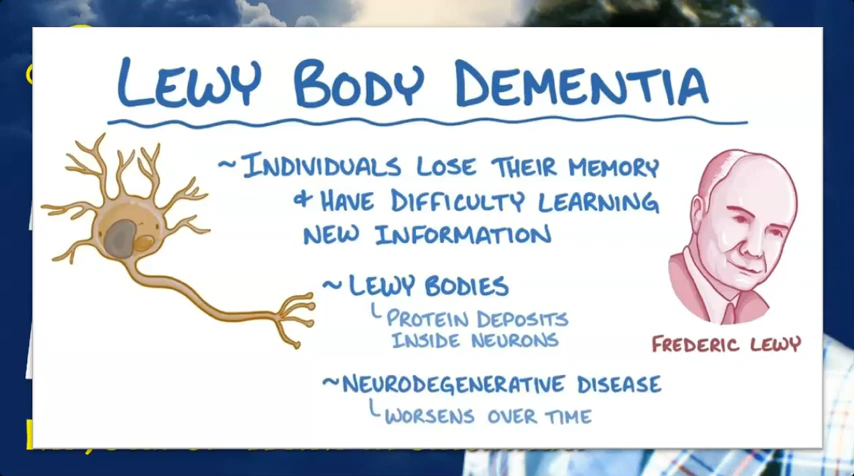 LEWY BODY DEMENTIA
~ INDIVIDUALS LOSE THEIR MEMORY
& HAVE DIFFICULTY LEARNING
NEW INFORMATION
~ LEWY BODIES
PROTEIN DEPOSITS
INSIDE NEURONS
FREDERIC LEWY
~ NEURODEGENERATIVE DISEASE
WORSENS OVER TIME